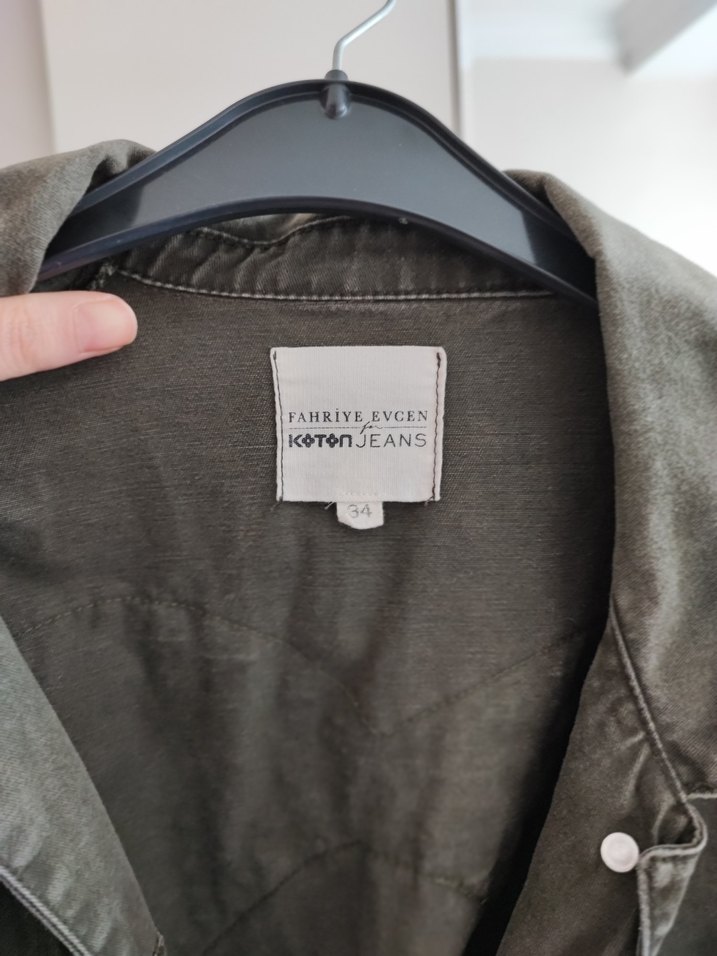 FAHRİYE EVCEN
for
KOTON JEANS
34